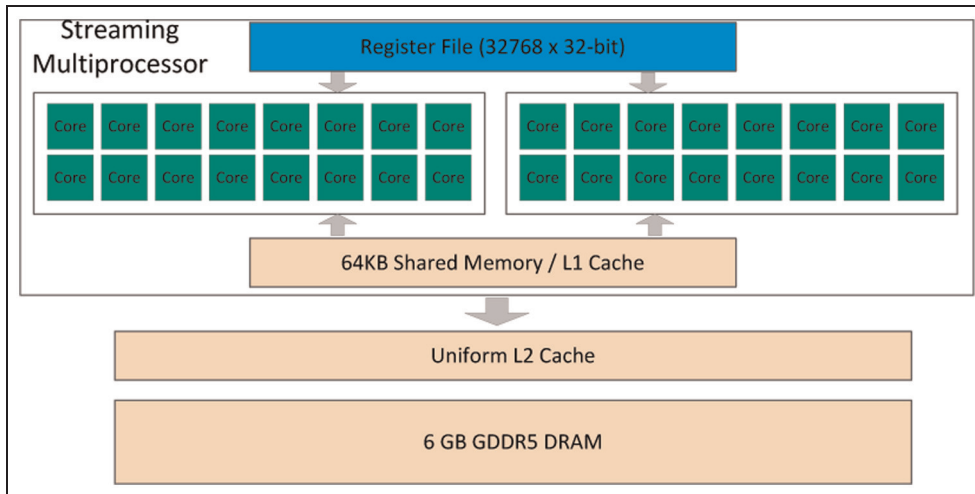 Streaming
Multiprocessor
Register File (32768 x 32-bit)
Core Core Core Core Core Core Core Core
Core Core Core Core Core Core Core Core
Core Core Core Core Core Core Core Core
Core Core Core Core Core Core Core Core
64KB Shared Memory / L1 Cache
Uniform L2 Cache
6 GB GDDR5 DRAM